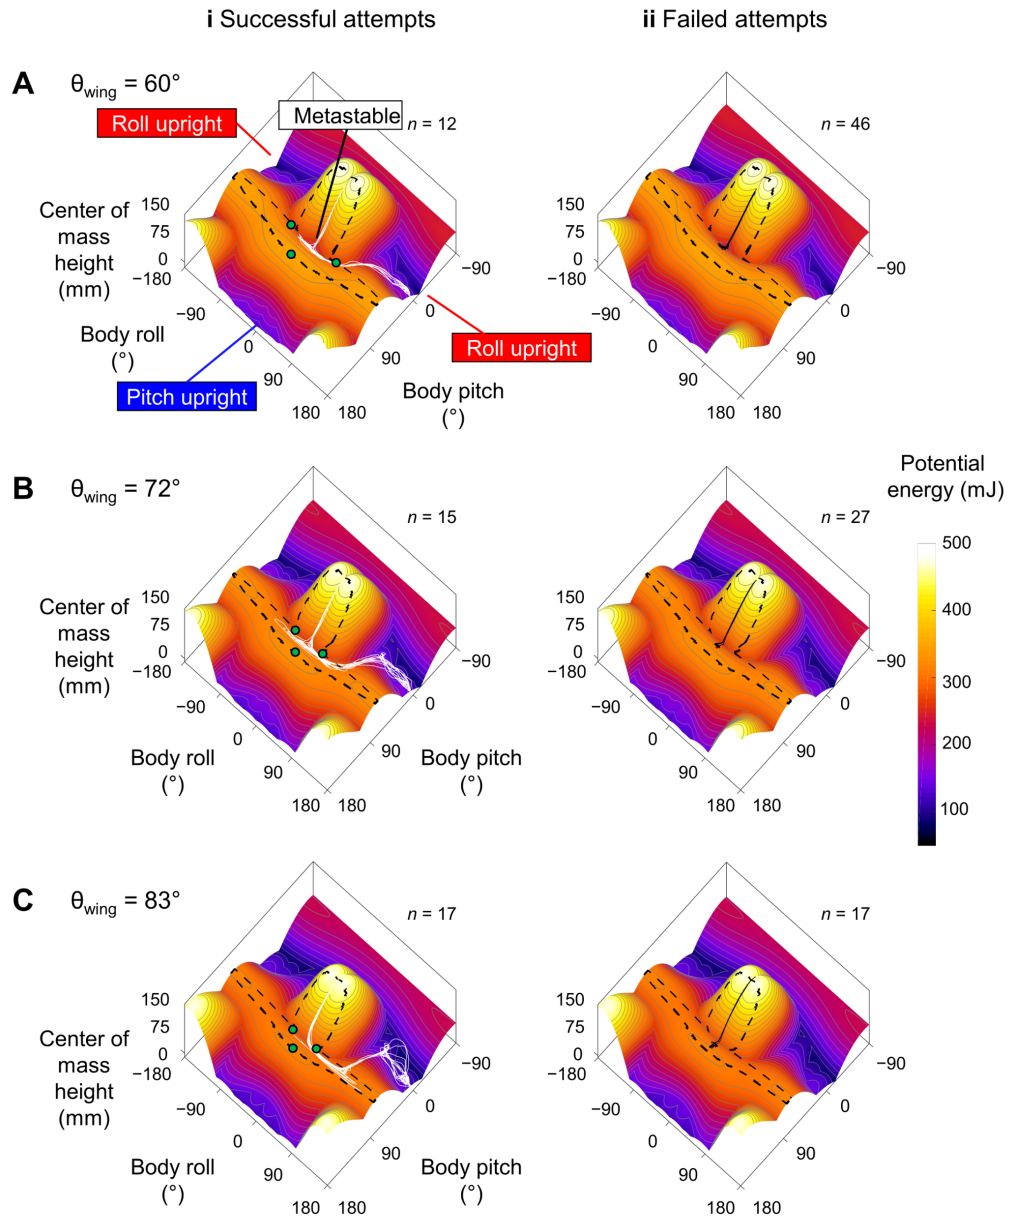 i Successful attempts
ii Failed attempts
A
θwing = 60°
Roll upright
Metastable
n = 12
n = 46
Center of
mass
height
(mm)
150
75
0
−180
−90
0
90
180
Body roll
(°)
Pitch upright
Roll upright
−90
0
90
180
Body pitch
(°)
150
75
0
−180
−90
0
90
180
−90
0
90
180
B
θwing = 72°
n = 15
n = 27
Center of
mass
height
(mm)
150
75
0
−180
−90
0
90
180
Body roll
(°)
−90
0
90
180
Body pitch
(°)
150
75
0
−180
−90
0
90
180
−90
0
90
180
Potential
energy (mJ)
500
400
300
200
100
C
θwing = 83°
n = 17
n = 17
Center of
mass
height
(mm)
150
75
0
−180
−90
0
90
180
Body roll
(°)
−90
0
90
180
Body pitch
(°)
150
75
0
−180
−90
0
90
180
−90
0
90
180